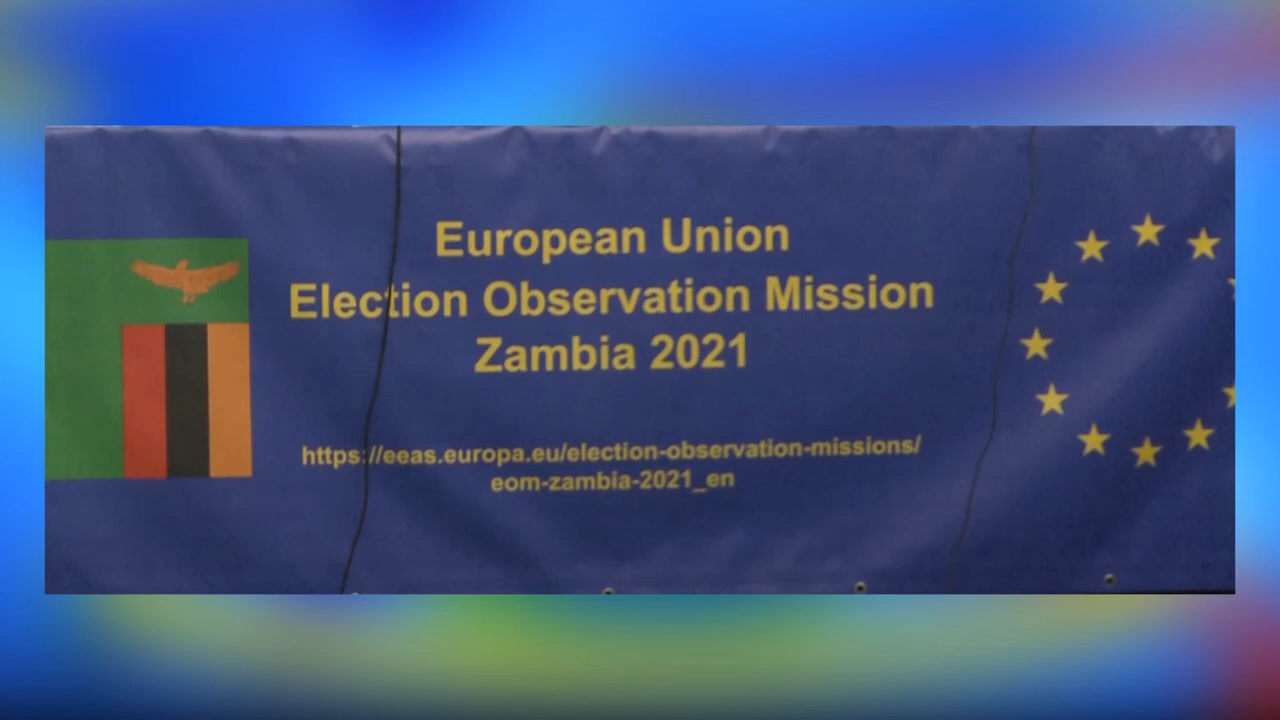 European Union
Election Observation Mission
Zambia 2021
https://eeas.europa.eu/election-observation-missions/
eom-zambia-2021_en